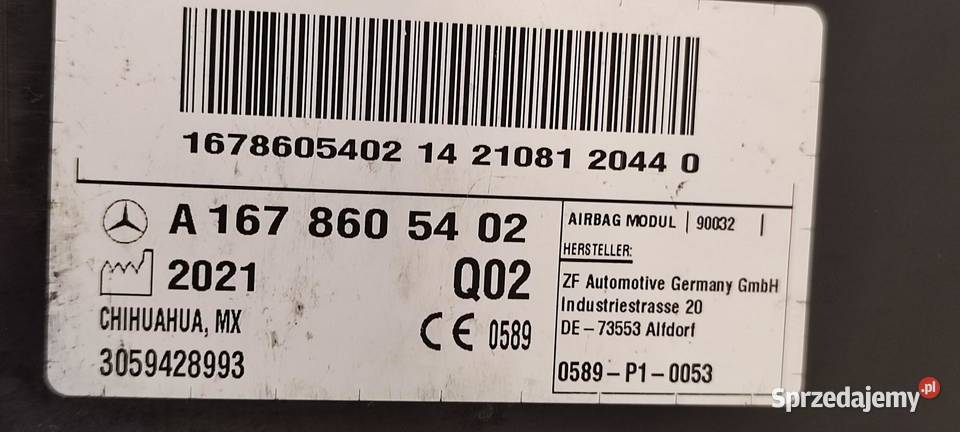 1678605402 14 210812 2044 0
A 167 860 54 02
2021 Q02
CHIHUAHUA, MX
CE 0589
3059428993
AIRBAG MODUL | 90032 |
HERSTELLER:
ZF Automotive Germany GmbH
Industriestrasse 20
DE-73553 Alfdorf
0589-P1-0053
Sprzedajemy.pl